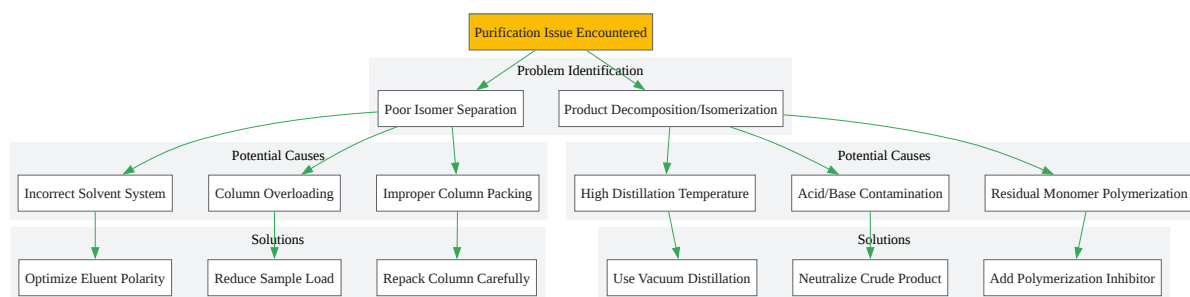 Purification Issue Encountered
Problem Identification
Poor Isomer Separation
Product Decomposition/Isomerization
Potential Causes
Incorrect Solvent System
Column Overloading
Improper Column Packing
Potential Causes
High Distillation Temperature
Acid/Base Contamination
Residual Monomer Polymerization
Solutions
Optimize Eluent Polarity
Reduce Sample Load
Repack Column Carefully
Solutions
Use Vacuum Distillation
Neutralize Crude Product
Add Polymerization Inhibitor